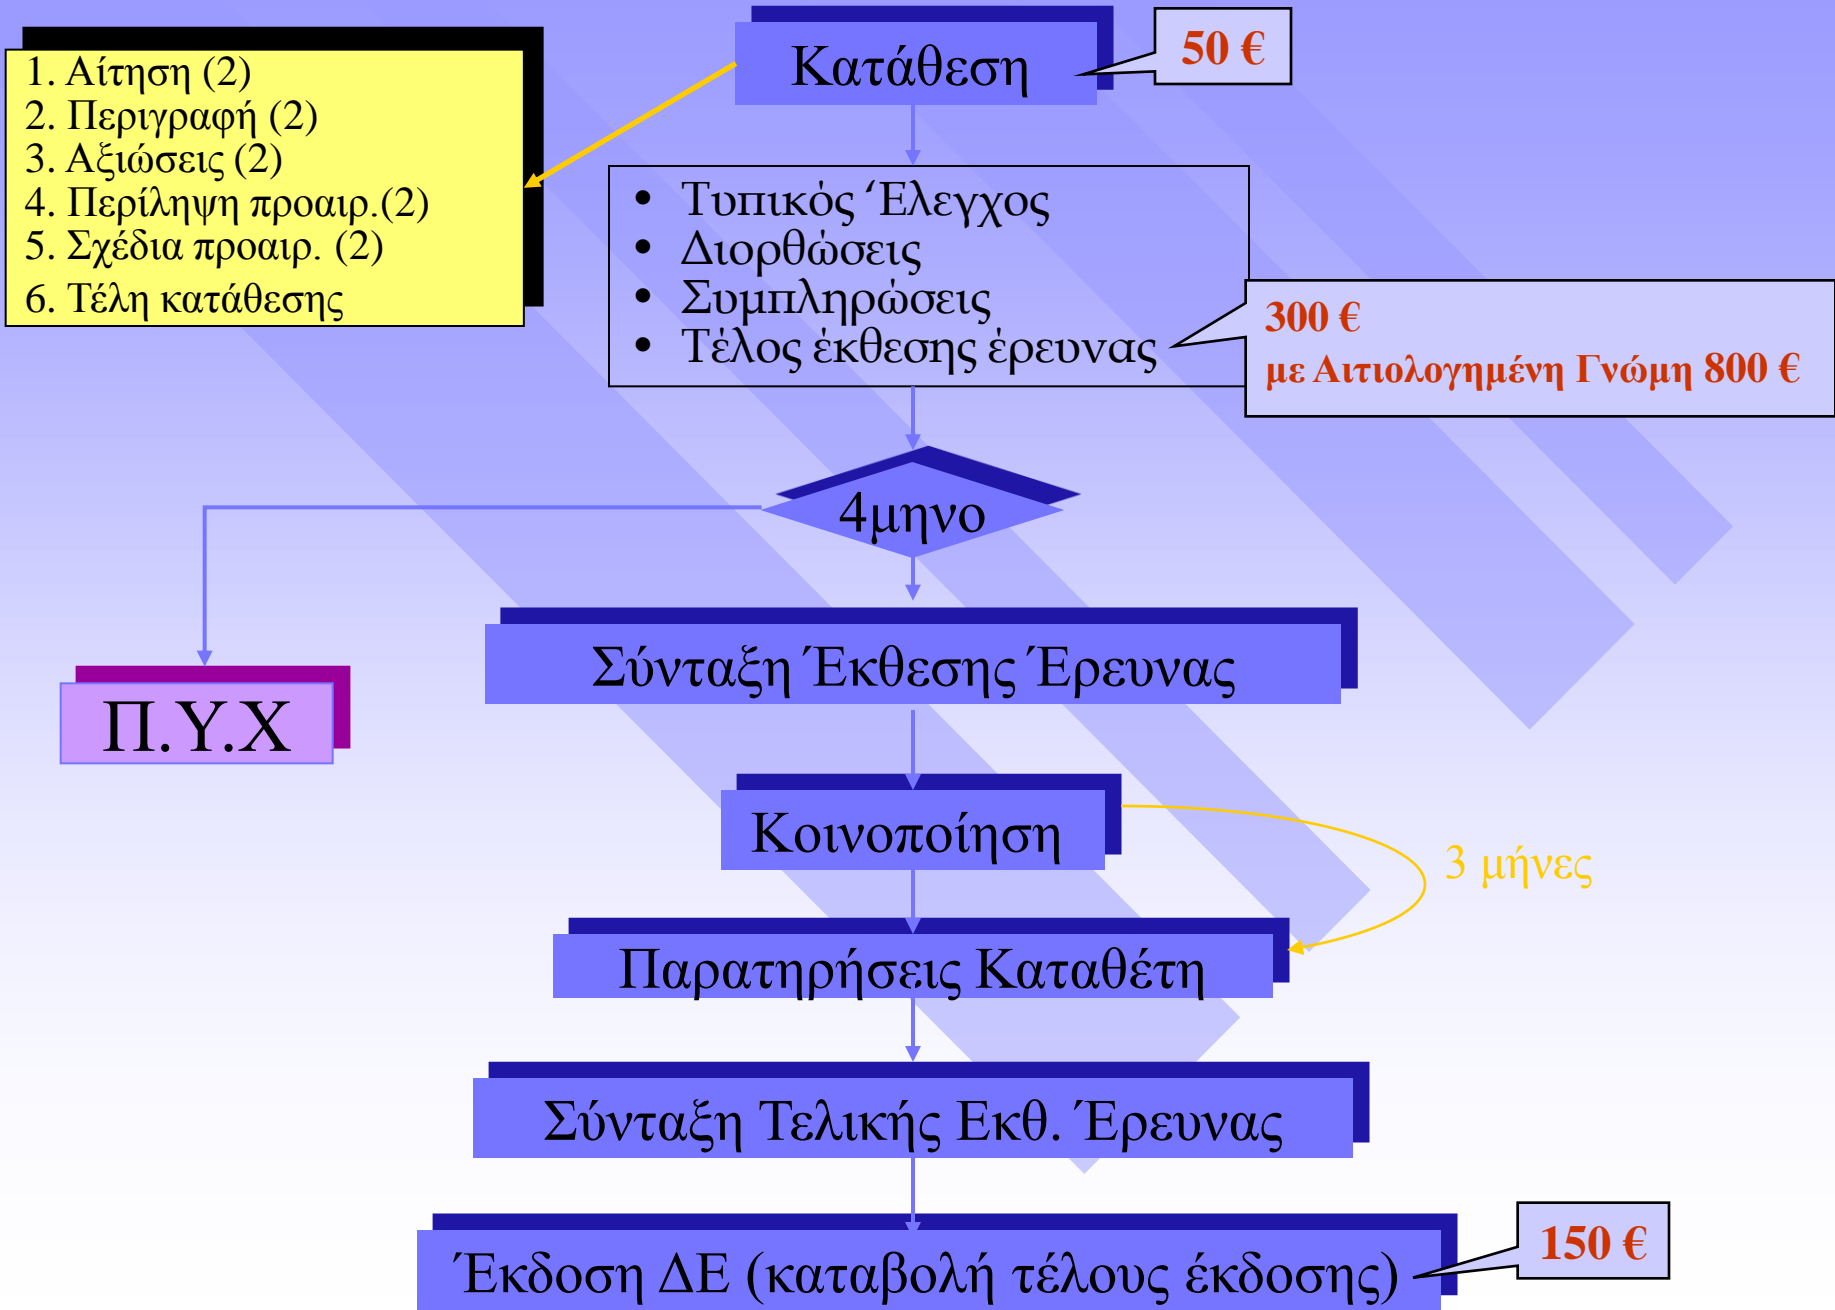 Κατάθεση
50 €
1. Αίτηση (2)
2. Περιγραφή (2)
3. Αξιώσεις (2)
4. Περίληψη προαιρ.(2)
5. Σχέδια προαιρ. (2)
6. Τέλη κατάθεσης
• Τυπικός ‘Ελεγχος
• Διορθώσεις
• Συμπληρώσεις
• Τέλος έκθεσης έρευνας
300 €
με Αιτιολογημένη Γνώμη 800 €
4μηνο
Σύνταξη Έκθεσης Έρευνας
Π.Υ.Χ
Κοινοποίηση
3 μήνες
Παρατηρήσεις Καταθέτη
Σύνταξη Τελικής Εκθ. Έρευνας
Έκδοση ΔΕ (καταβολή τέλους έκδοσης)
150 €